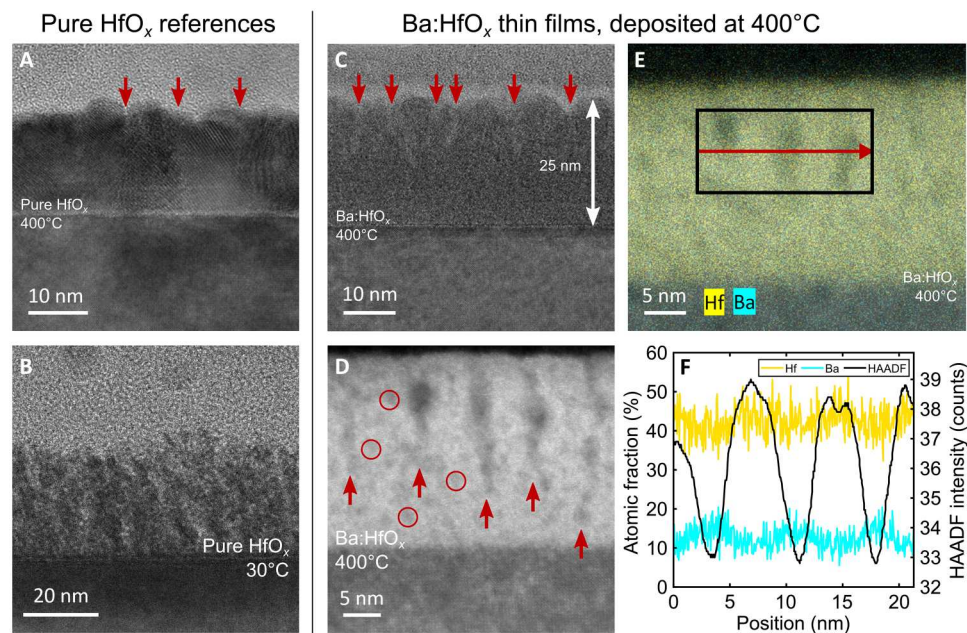 Pure HfOₓ references
Ba:HfOₓ thin films, deposited at 400°C
A
Pure HfOₓ
400°C
10 nm
B
Pure HfOₓ
30°C
20 nm
C
25 nm
Ba:HfOₓ
400°C
10 nm
D
Ba:HfOₓ
400°C
5 nm
E
Ba:HfOₓ
400°C
5 nm
Hf Ba
F
Hf Ba HAADF
Atomic fraction (%)
60
50
40
30
20
10
0
HAADF intensity (counts)
39
38
37
36
35
34
33
32
0 5 10 15 20
Position (nm)